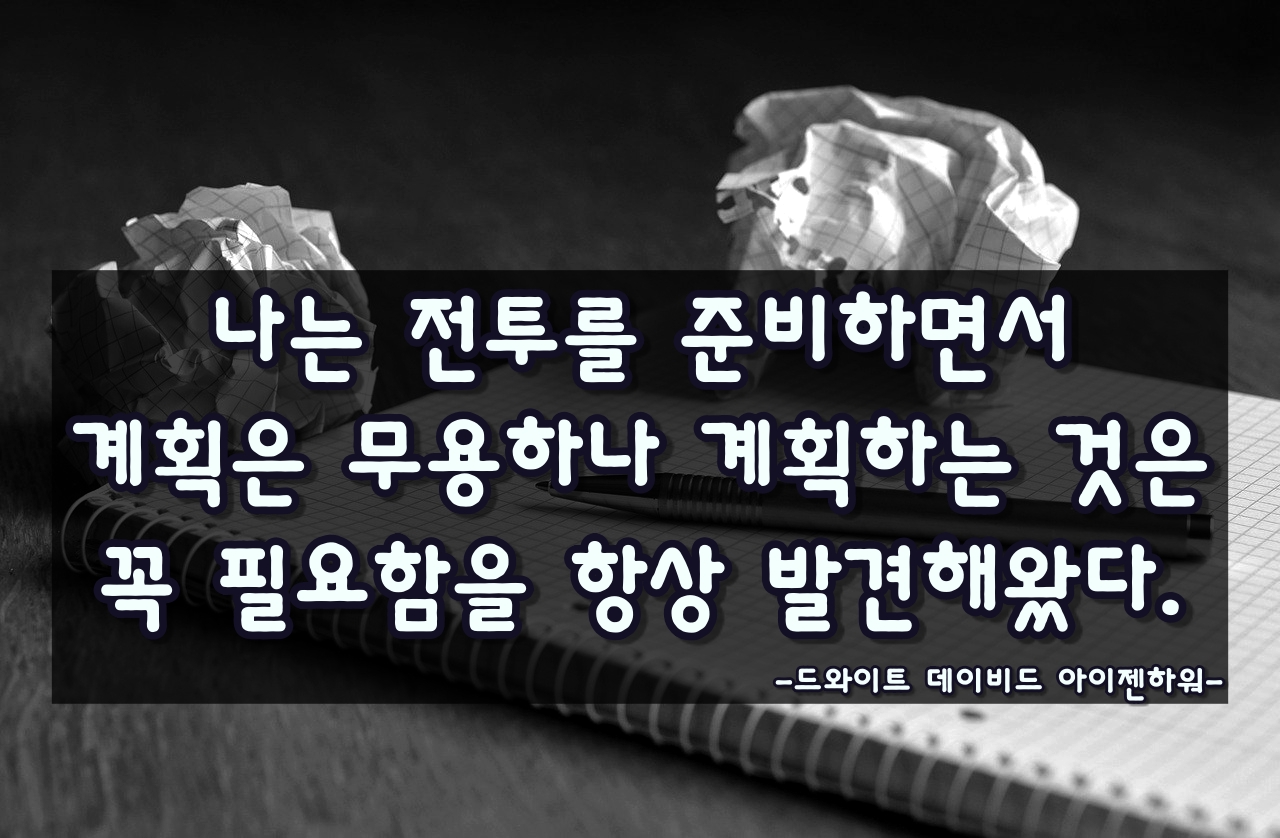 나는 전투를 준비하면서
계획은 무용하나 계획하는 것은
꼭 필요함을 항상 발견해왔다.
-드와이트 데이비드 아이젠하워-